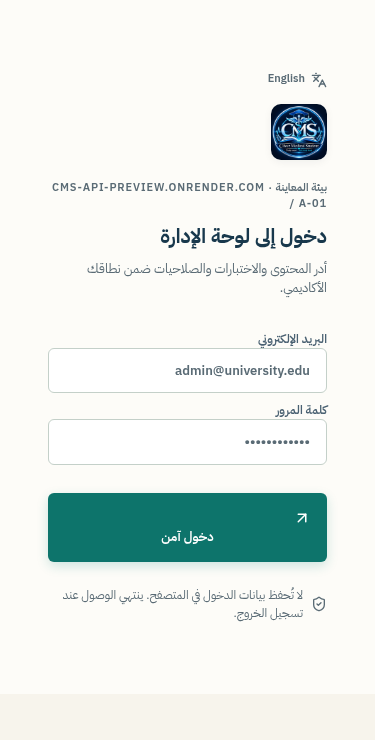 English
CMS
بيئة المعاينة · CMS-API-PREVIEW.ONRENDER.COM
/ A-01
دخول إلى لوحة الإدارة
أدر المحتوى والاختبارات والصلاحيات ضمن نطاقك
الأكاديمي.
البريد الإلكتروني
admin@university.edu
كلمة المرور
••••••••••••
دخول آمن
لا تُحفظ بيانات الدخول في المتصفح. ينتهي الوصول عند
تسجيل الخروج.